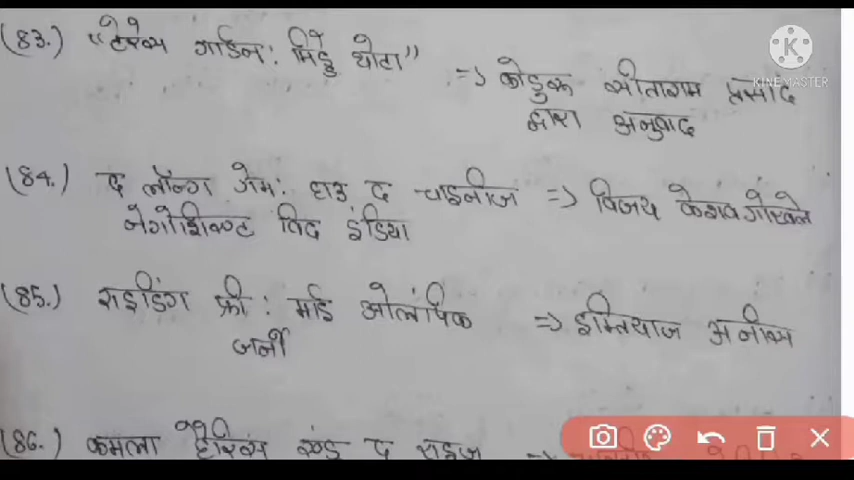 (83.) "टेरेस गार्डन: मिड्डे थोटा" => कोडुरू सीताराम प्रसाद
द्वारा अनुवाद
KINEMASTER
(84.) द लॉन्ग गेम: हाउ द चाइनीज => विजय केशव गोखले
नेगोशिएट विद इंडिया
(85.) राइडिंग फ्री: माई ओलंपिक => इम्तियाज अनीस
जर्नी
(86.) कमला हैरिस एंड द राइज =>